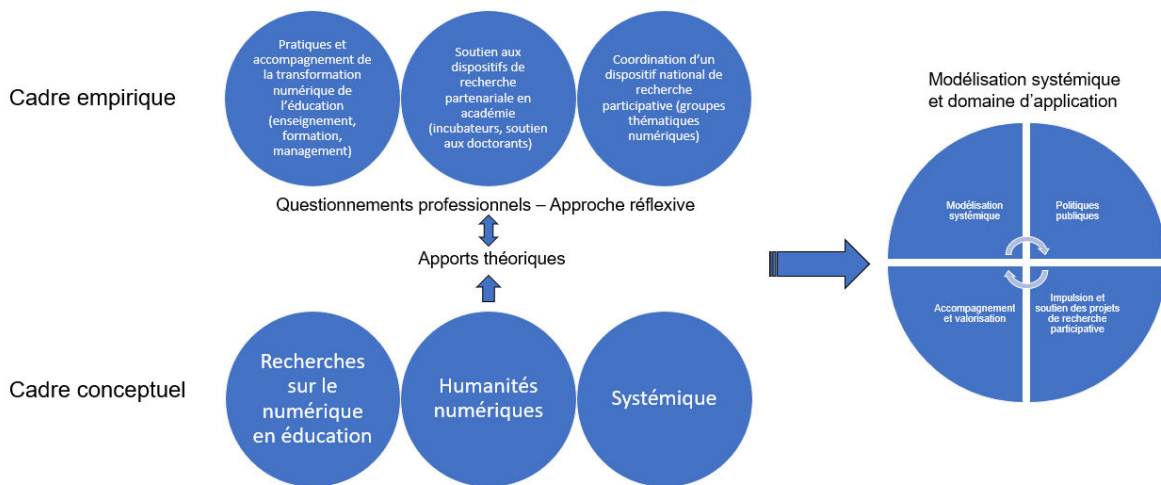 Cadre empirique
Pratiques et
accompagnement de
la transformation
numérique de
l’éducation
(enseignement,
formation,
management)
Soutien aux
dispositifs de
recherche
partenariale en
académie
(incubateurs, soutien
aux doctorants)
Coordination d’un
dispositif national de
recherche
participative (groupes
thématiques
numériques)
Questionnements professionnels – Approche réflexive
Apports théoriques
Cadre conceptuel
Recherches
sur le
numérique
en éducation
Humanités
numériques
Systémique
Modélisation systémique
et domaine d’application
Modélisation
systémique
Politiques
publiques
Accompagnement
et valorisation
Impulsion et
soutien des projets
de recherche
participative